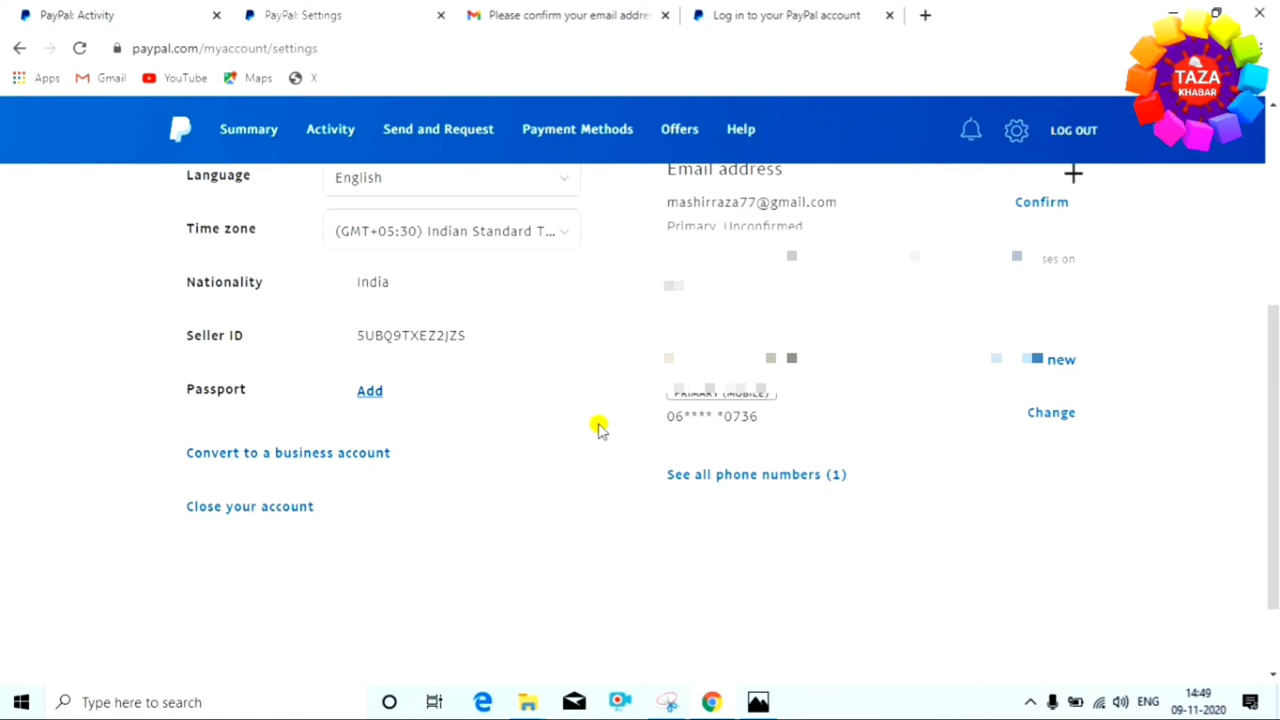 PayPal: Activity
PayPal: Settings
Please confirm your email addre
Log in to your PayPal account
paypal.com/myaccount/settings
Apps
Gmail
YouTube
Maps
X
TAZA
KHABAR
Summary
Activity
Send and Request
Payment Methods
Offers
Help
LOG OUT
Language
English
Time zone
(GMT+05:30) Indian Standard T...
Nationality
India
Seller ID
5UBQ9TXEZ2JZS
Passport
Add
Convert to a business account
Close your account
Email address
mashirraza77@gmail.com
Confirm
Primary Unconfirmed
ses on
new
PRIMARY (MOBILE)
06**** *0736
Change
See all phone numbers (1)
Type here to search
ENG
14:49
09-11-2020